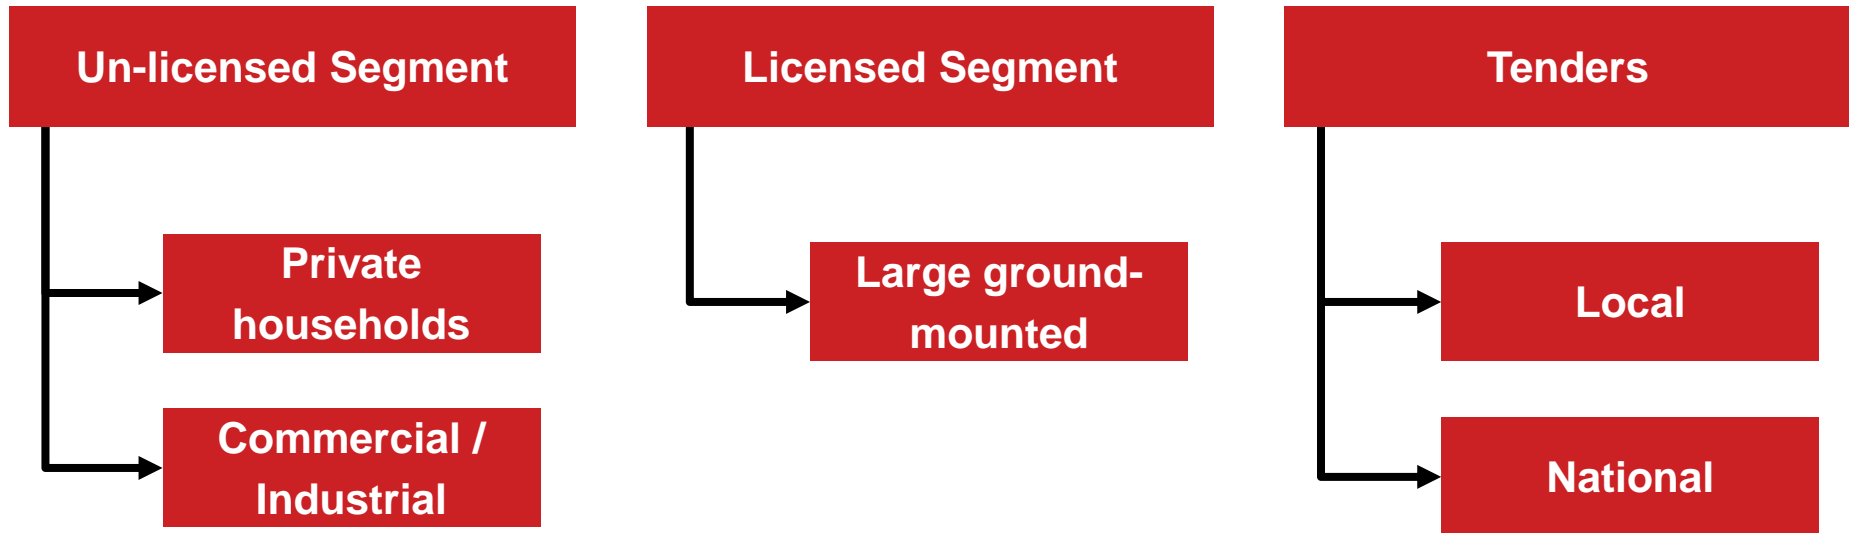 Un-licensed Segment
Private
households
Commercial /
Industrial
Licensed Segment
Large ground-
mounted
Tenders
Local
National